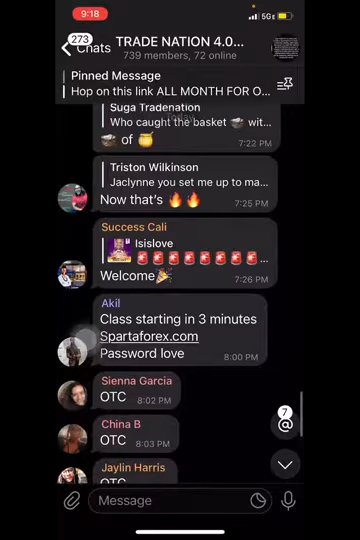 9:18
5G
273
Chats
TRADE NATION 4.0...
739 members, 72 online
Pinned Message
Hop on this link ALL MONTH FOR O...
Suga Tradenation
Today
Who caught the basket 🧺 wit...
🧺 of 🍯
7:22 PM
Triston Wilkinson
Jaclynne you set me up to ma...
Now that's 🔥🔥
7:25 PM
Success Cali
Isislove
🚨🚨🚨🚨🚨🚨🚨🚨...
Welcome🎉
7:26 PM
Akil
Class starting in 3 minutes
Spartaforex.com
Password love
8:00 PM
Sienna Garcia
OTC
8:02 PM
China B
OTC
8:03 PM
7
@
Jaylin Harris
OTC
Message